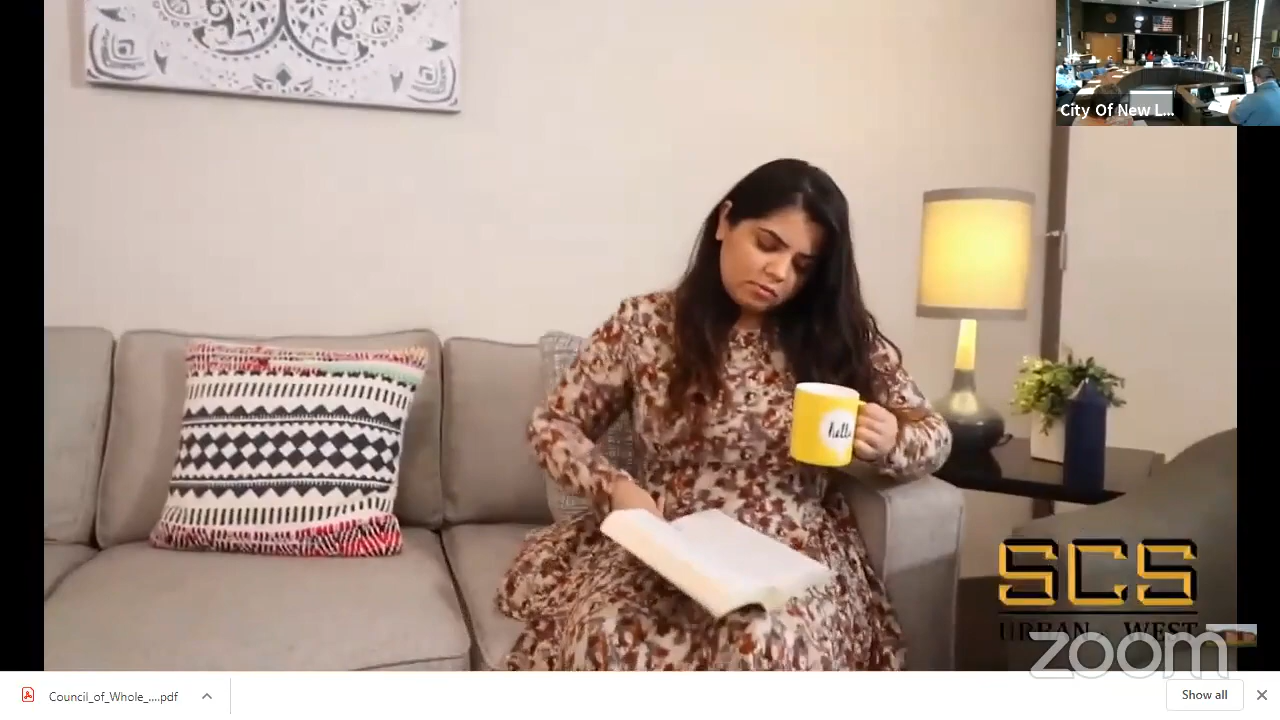 City Of New L...
hello
SCS
URBAN WEST
zoom
Council_of_Whole_....pdf
Show all